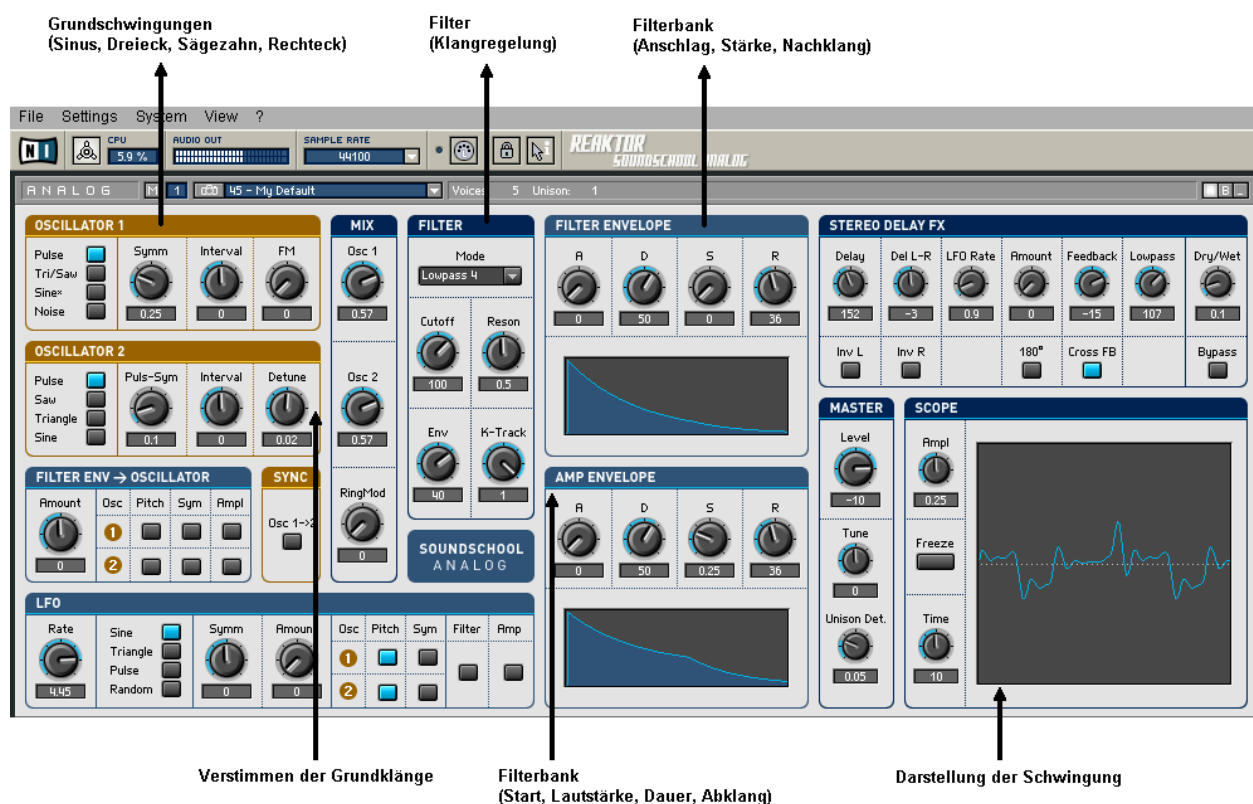 Grundschwingungen
(Sinus, Dreieck, Sägezahn, Rechteck)
Filter
(Klangregelung)
Filterbank
(Anschlag, Stärke, Nachklang)
File Settings System View ?
NI
CPU
5.9 %
AUDIO OUT
SAMPLE RATE
44100
REAKTOR
SOUNDSCHOOL ANALOG
ANALOG M 1 45 - My Default Voices: 5 Unison: 1 B _
OSCILLATOR 1
Pulse
Tri/Saw
Sineˣ
Noise
Symm Interval FM
0.25 0 0
OSCILLATOR 2
Pulse
Saw
Triangle
Sine
Puls-Sym Interval Detune
0.1 0 0.02
FILTER ENV → OSCILLATOR
Amount Osc Pitch Sym Ampl
1
2
0
SYNC
Osc 1->2
MIX
Osc 1
0.57
Osc 2
0.57
RingMod
0
FILTER
Mode
Lowpass 4
Cutoff Reson
100 0.5
Env K-Track
40 1
SOUNDSCHOOL
ANALOG
FILTER ENVELOPE
A D S R
0 50 0 36
AMP ENVELOPE
A D S R
0 50 0.25 36
STEREO DELAY FX
Delay Del L-R LFO Rate Amount Feedback Lowpass Dry/Wet
152 -3 0.9 0 -15 107 0.1
Inv L Inv R 180° Cross FB Bypass
MASTER
Level
-10
Tune
0
Unison Det.
0.05
SCOPE
Ampl
0.25
Freeze
Time
10
LFO
Rate
4.45
Sine
Triangle
Pulse
Random
Symm Amount
0 0
Osc Pitch Sym Filter Amp
1
2
Verstimmen der Grundklänge
Filterbank
(Start, Lautstärke, Dauer, Abklang)
Darstellung der Schwingung